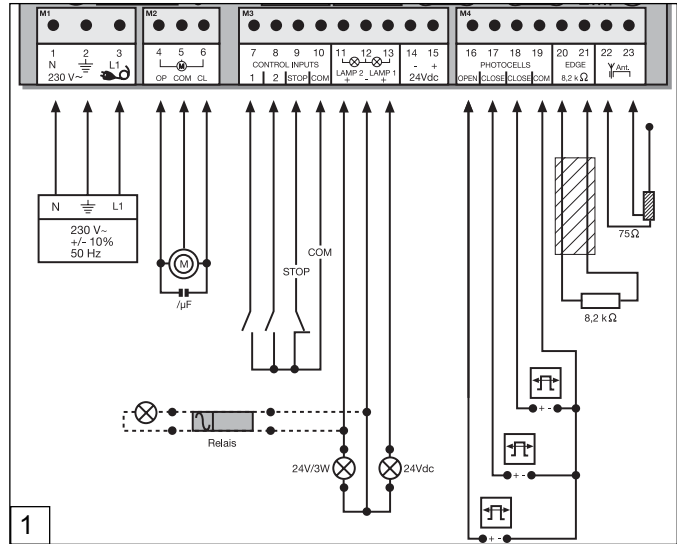 M1 M2 M3 M4
1 2 3 4 5 6 7 8 9 10 11 12 13 14 15 16 17 18 19 20 21 22 23
N L1 M CONTROL INPUTS - + PHOTOCELLS EDGE Ant.
230 V~ OP COM CL 1 2 STOP COM LAMP 2 LAMP 1 24Vdc OPEN CLOSE CLOSE COM 8,2 kΩ
+ - +
N L1
230 V~
+/- 10%
50 Hz
M
/µF
COM
STOP
75Ω
8,2 kΩ
+ -
Relais
24V/3W 24Vdc
+ -
+ -
1